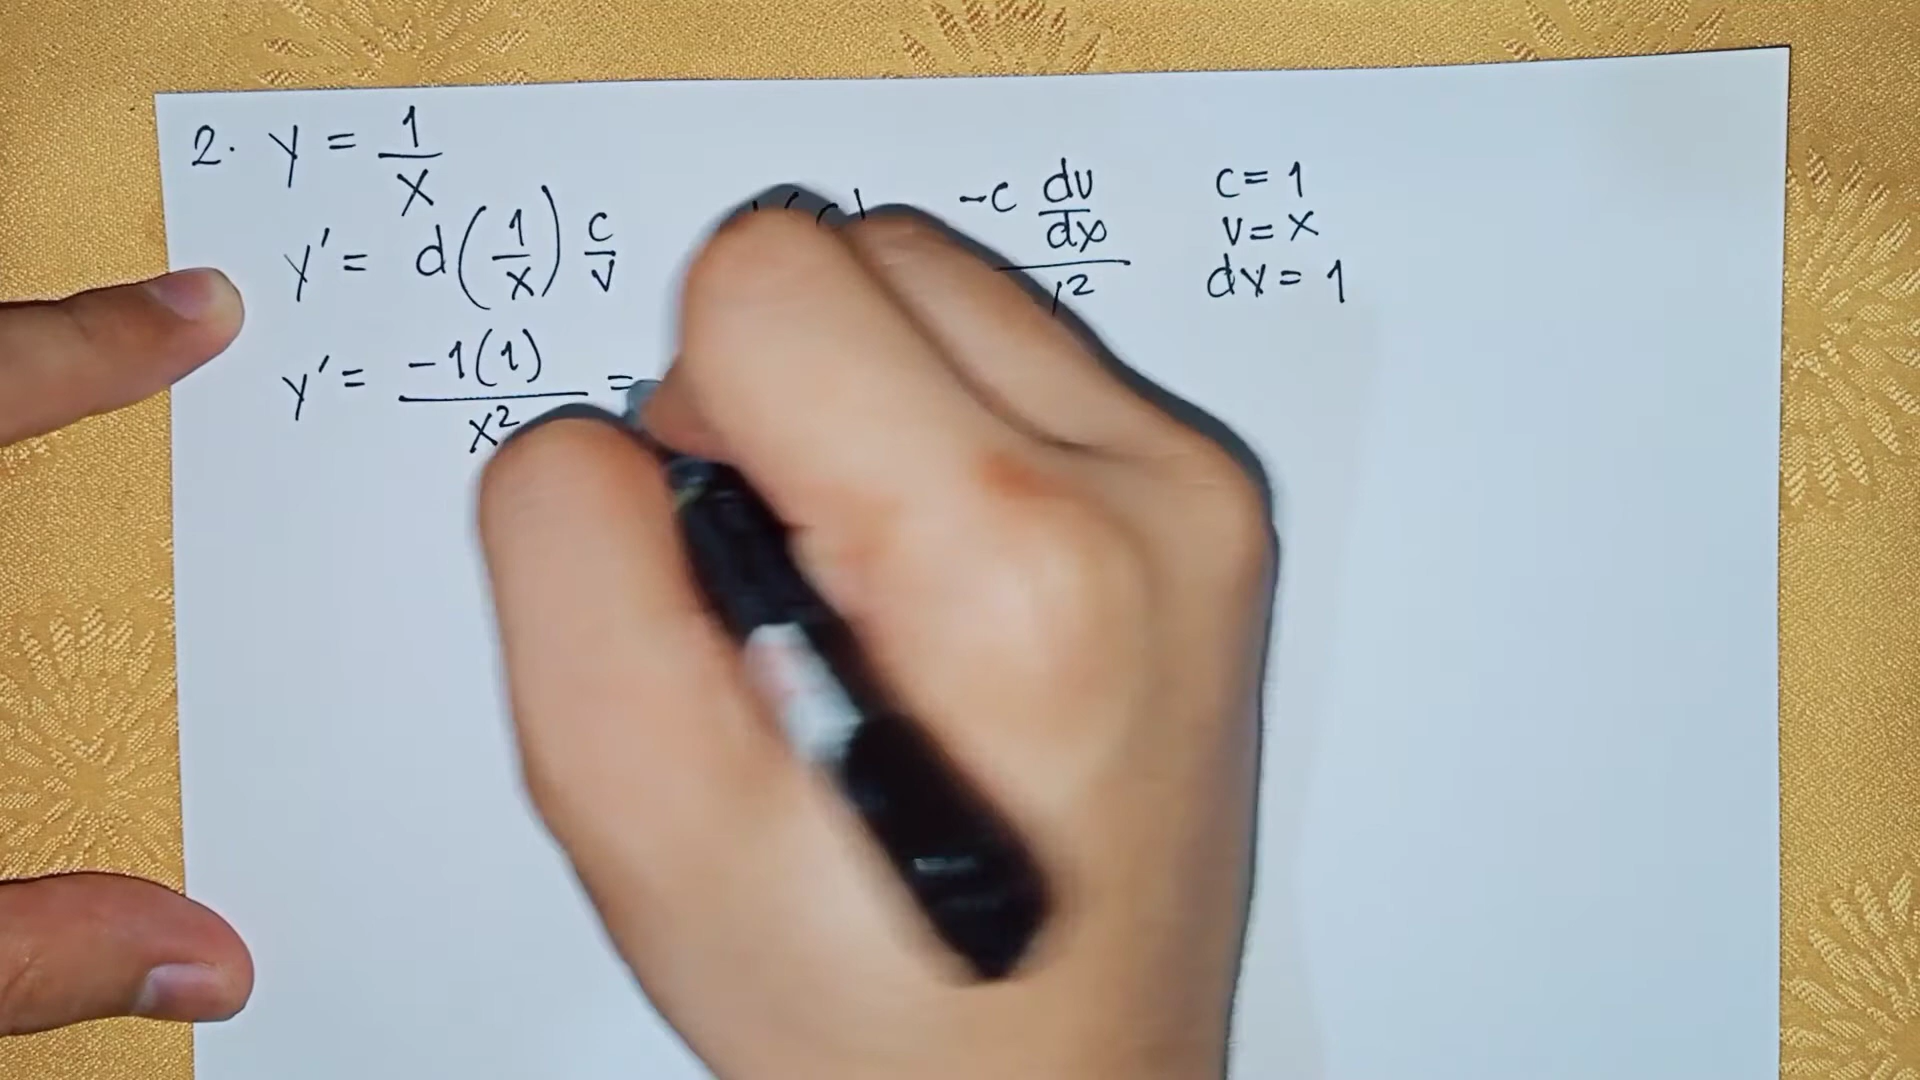 2. y = 1/x
y' = d(1/x) c/v -c du/dx
c = 1
v = x
dx = 1
y' = -1(1)/x² =